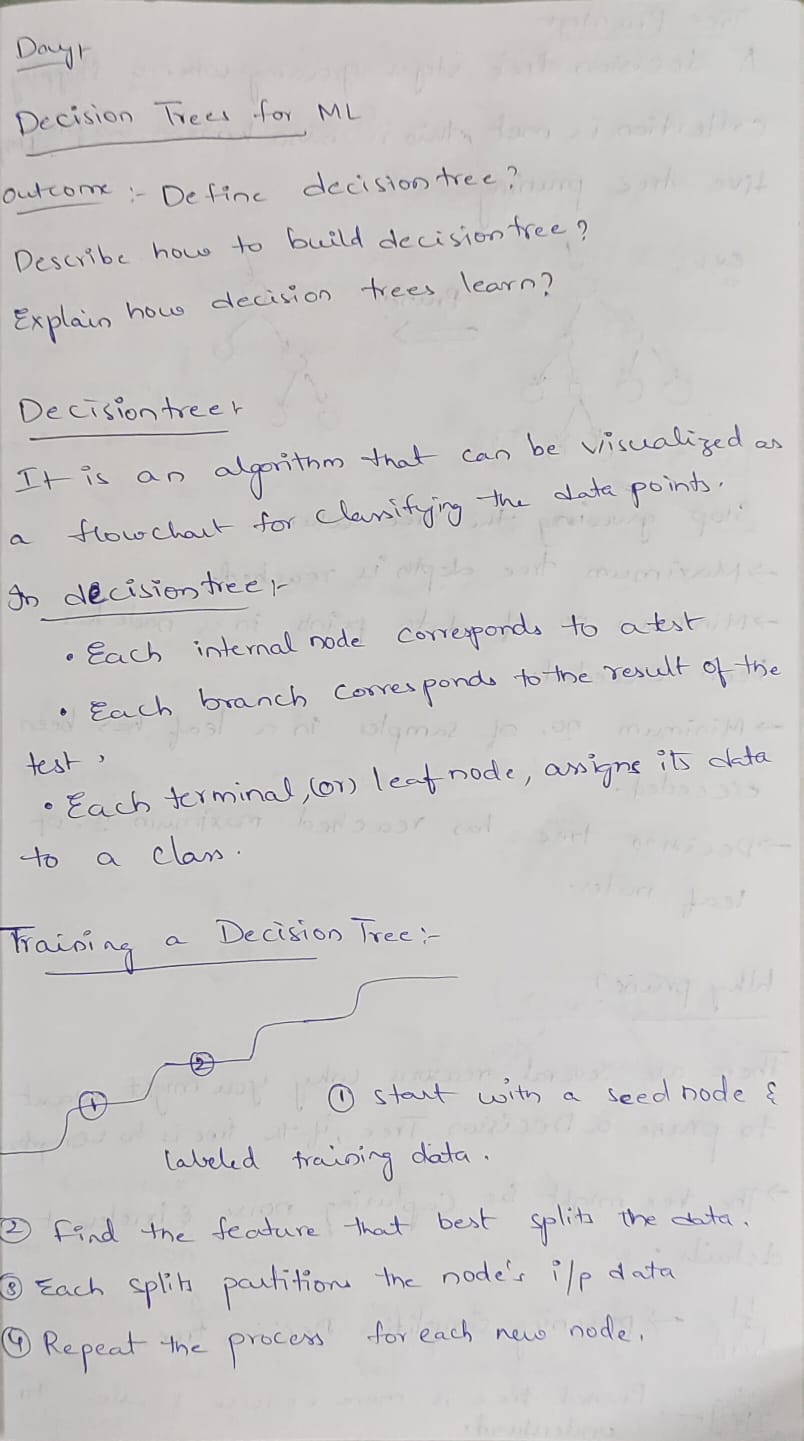 Day:-
Decision Trees for ML
Outcome :- Define decision tree?
Describe how to build decision tree?
Explain how decision trees learn?
Decision tree:-
It is an algorithm that can be visualized as
a flowchart for classifying the data points.
In decision tree:-
• Each internal node corresponds to a test
• Each branch corresponds to the result of the
test,
• Each terminal, (or) leaf node, assigns its data
to a class.
Training a Decision Tree:-
2
1
① start with a seed node &
labeled training data.
② Find the feature that best splits the data.
③ Each split partitions the node's i/p data
④ Repeat the process for each new node.